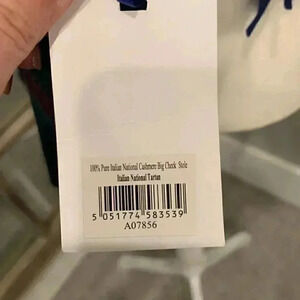 100% Pure Italian National Cashmere Big Check Stole
Italian National Tartan
5 051774 583539
A07856